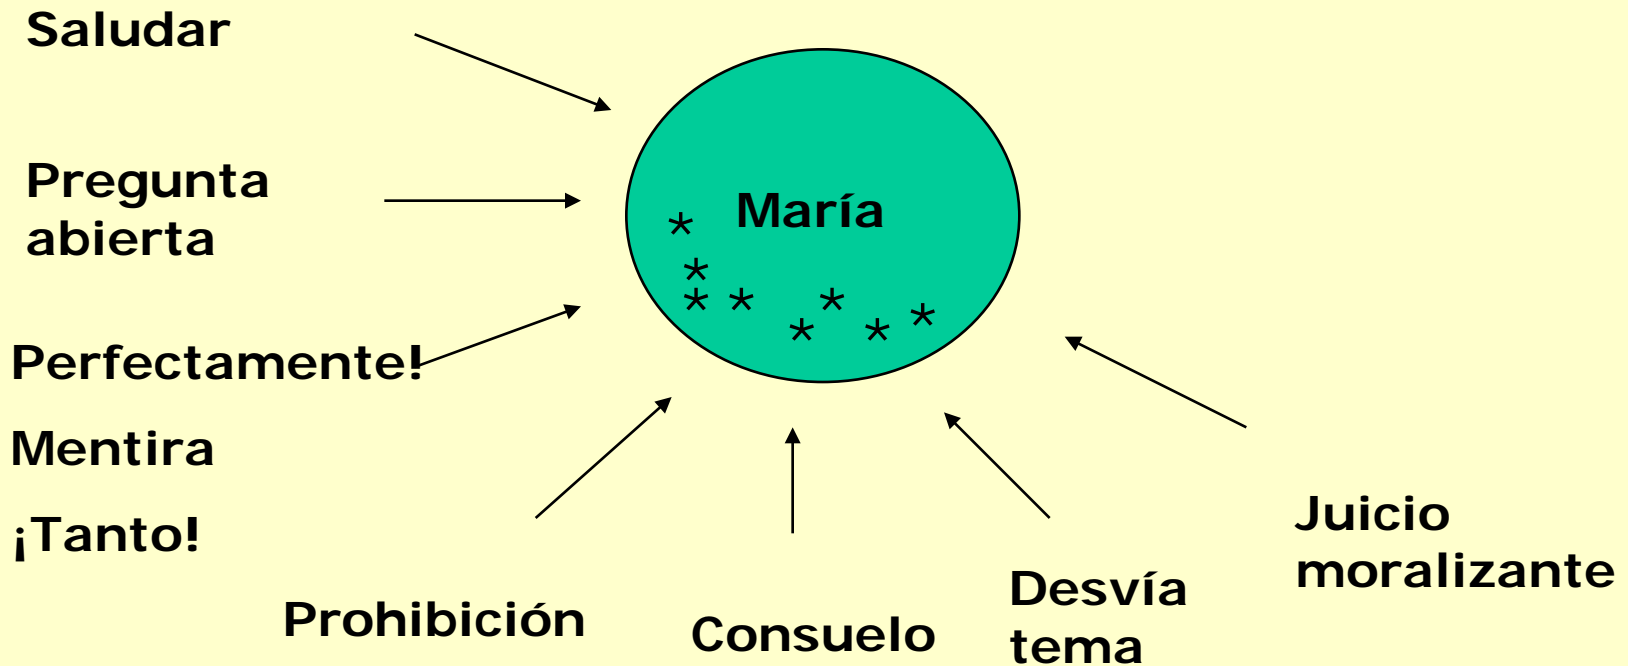 Saludar
Pregunta
abierta
María
*
*
* * * * * *
Perfectamente!
Mentira
¡Tanto!
Prohibición
Consuelo
Desvía
tema
Juicio
moralizante